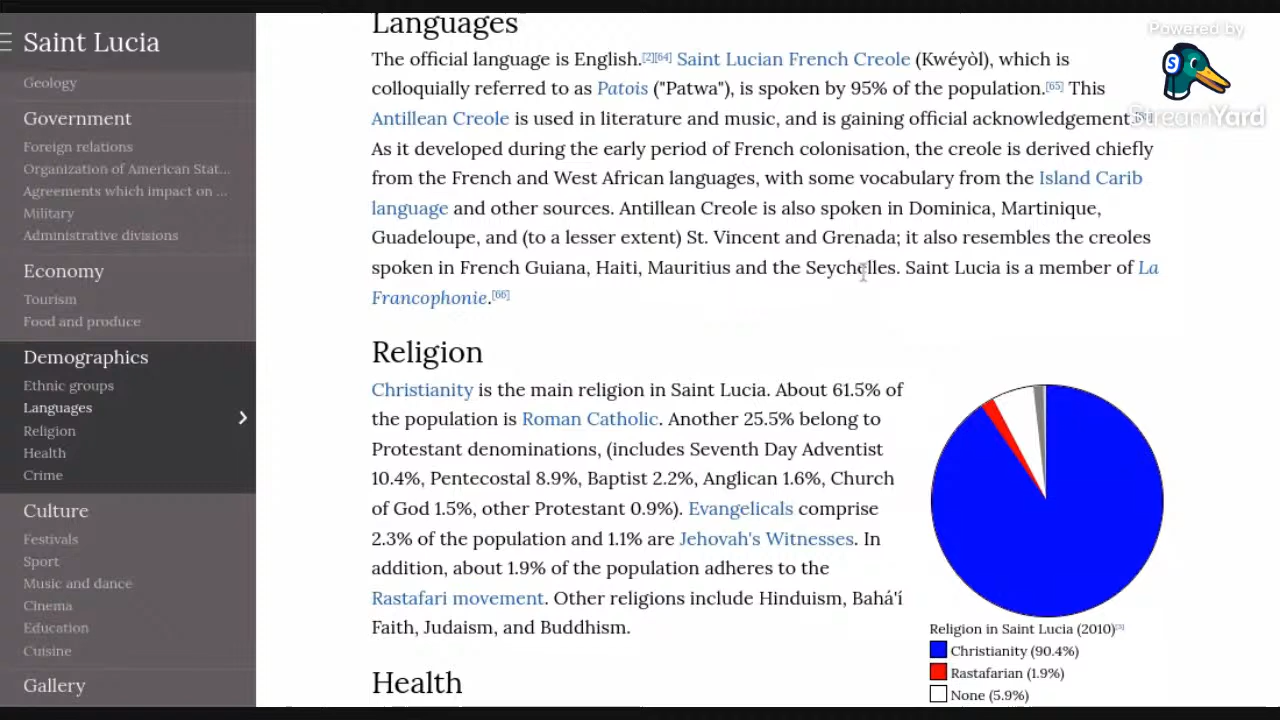 Languages
Powered by
StreamYard
Saint Lucia
Geology
Government
Foreign relations
Organization of American Stat...
Agreements which impact on ...
Military
Administrative divisions
Economy
Tourism
Food and produce
Demographics
Ethnic groups
Languages
Religion
Health
Crime
Culture
Festivals
Sport
Music and dance
Cinema
Education
Cuisine
Gallery
The official language is English.[2][64] Saint Lucian French Creole (Kwéyòl), which is
colloquially referred to as Patois ("Patwa"), is spoken by 95% of the population.[65] This
Antillean Creole is used in literature and music, and is gaining official acknowledgement.
As it developed during the early period of French colonisation, the creole is derived chiefly
from the French and West African languages, with some vocabulary from the Island Carib
language and other sources. Antillean Creole is also spoken in Dominica, Martinique,
Guadeloupe, and (to a lesser extent) St. Vincent and Grenada; it also resembles the creoles
spoken in French Guiana, Haiti, Mauritius and the Seychelles. Saint Lucia is a member of La
Francophonie.[66]
Religion
Christianity is the main religion in Saint Lucia. About 61.5% of
the population is Roman Catholic. Another 25.5% belong to
Protestant denominations, (includes Seventh Day Adventist
10.4%, Pentecostal 8.9%, Baptist 2.2%, Anglican 1.6%, Church
of God 1.5%, other Protestant 0.9%). Evangelicals comprise
2.3% of the population and 1.1% are Jehovah's Witnesses. In
addition, about 1.9% of the population adheres to the
Rastafari movement. Other religions include Hinduism, Bahá'í
Faith, Judaism, and Buddhism.
Religion in Saint Lucia (2010)[3]
Christianity (90.4%)
Rastafarian (1.9%)
None (5.9%)
Health